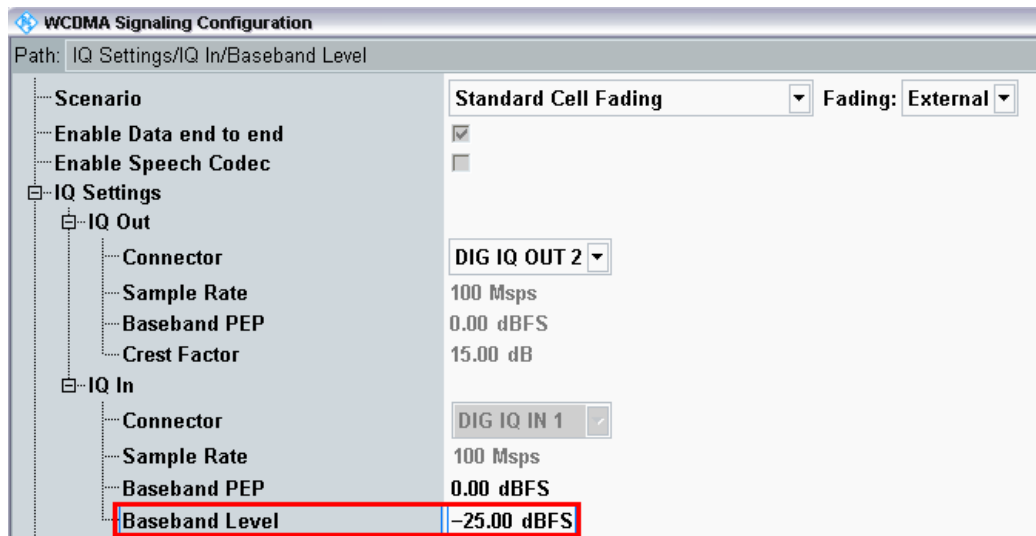 WCDMA Signaling Configuration
Path: IQ Settings/IQ In/Baseband Level
Scenario Standard Cell Fading Fading: External
Enable Data end to end
Enable Speech Codec
IQ Settings
IQ Out
Connector DIG IQ OUT 2
Sample Rate 100 Msps
Baseband PEP 0.00 dBFS
Crest Factor 15.00 dB
IQ In
Connector DIG IQ IN 1
Sample Rate 100 Msps
Baseband PEP 0.00 dBFS
Baseband Level −25.00 dBFS